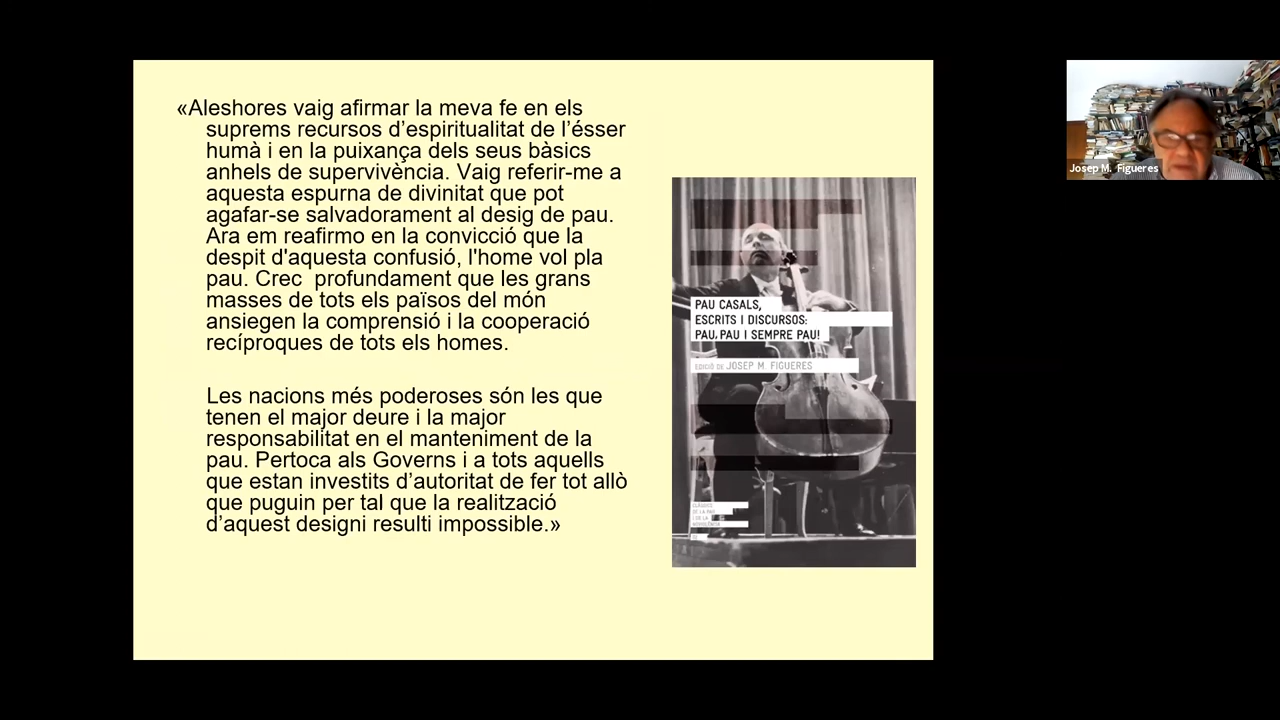 «Aleshores vaig afirmar la meva fe en els
suprems recursos d’espiritualitat de l’ésser
humà i en la puixança dels seus bàsics
anhels de supervivència. Vaig referir-me a
aquesta espurna de divinitat que pot
agafar-se salvadorament al desig de pau.
Ara em reafirmo en la convicció que la
despit d'aquesta confusió, l'home vol pla
pau. Crec  profundament que les grans
masses de tots els països del món
ansiegen la comprensió i la cooperació
recíproques de tots els homes.
Les nacions més poderoses són les que
tenen el major deure i la major
responsabilitat en el manteniment de la
pau. Pertoca als Governs i a tots aquells
que estan investits d’autoritat de fer tot allò
que puguin per tal que la realització
d’aquest designi resulti impossible.»
PAU CASALS,
ESCRITS I DISCURSOS:
PAU, PAU I SEMPRE PAU!
EDICIÓ DE JOSEP M. FIGUERES
CLÀSSICS
DE LA PAU
I DE LA
NOVIOLÈNCIA
Josep M. Figueres